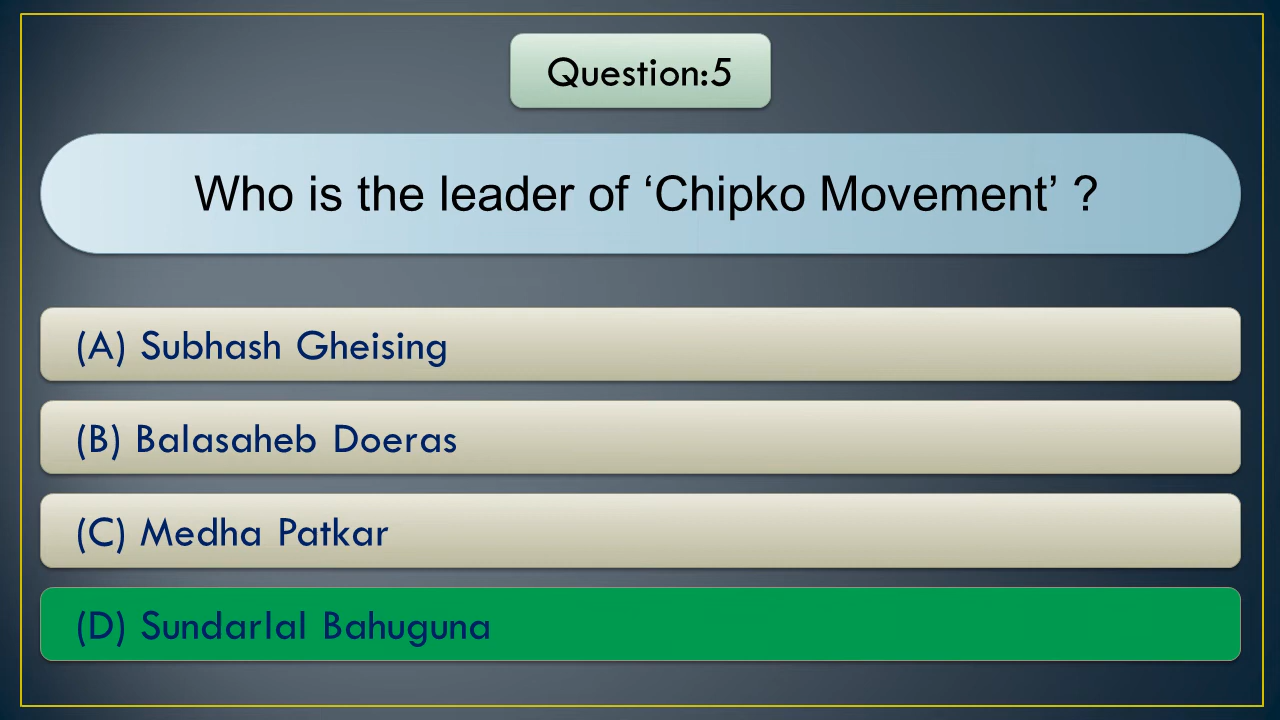 Question:5
Who is the leader of ‘Chipko Movement’ ?
(A) Subhash Gheising
(B) Balasaheb Doeras
(C) Medha Patkar
(D) Sundarlal Bahuguna